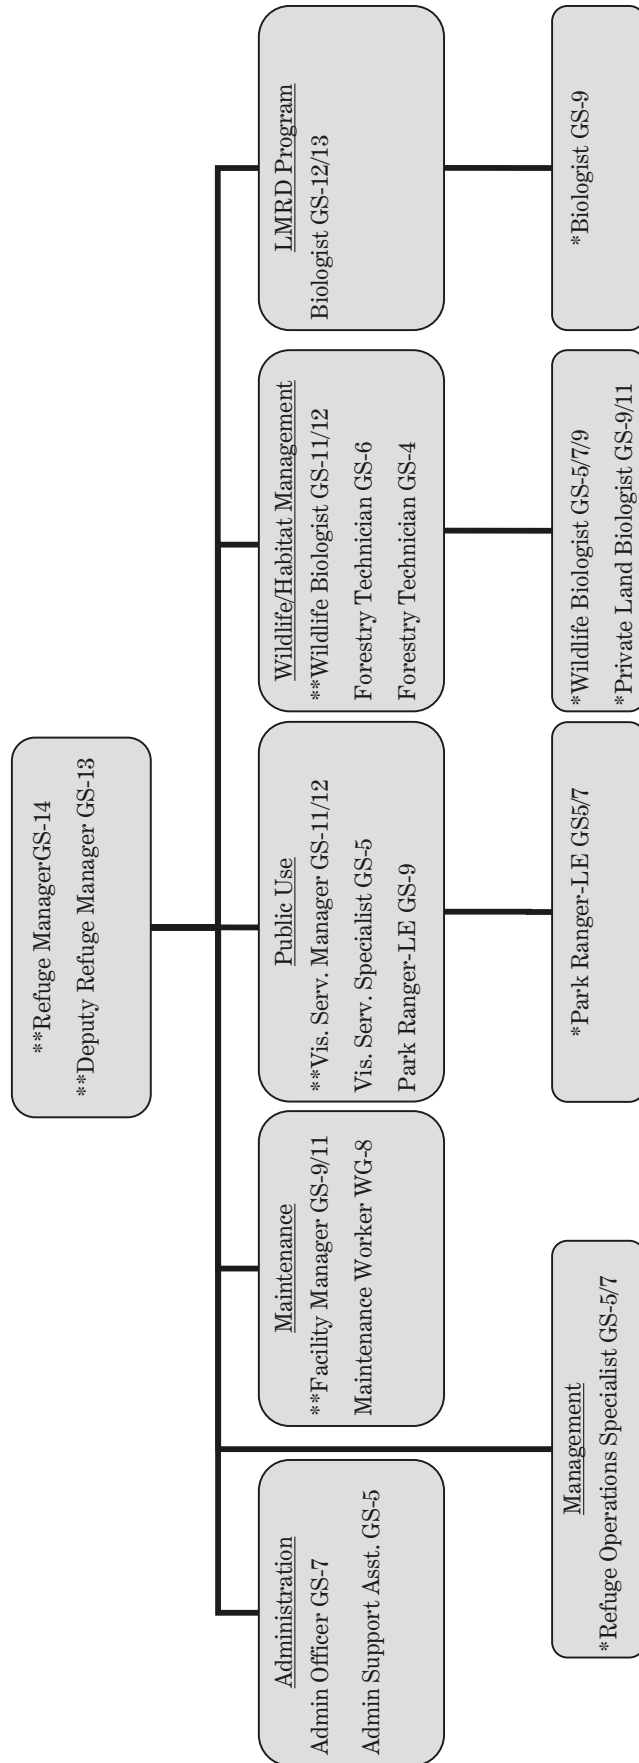 **Refuge ManagerGS-14
**Deputy Refuge Manager GS-13
Administration
Admin Officer GS-7
Admin Support Asst. GS-5
Maintenance
**Facility Manager GS-9/11
Maintenance Worker WG-8
Public Use
**Vis. Serv. Manager GS-11/12
Vis. Serv. Specialist GS-5
Park Ranger-LE GS-9
Wildlife/Habitat Management
**Wildlife Biologist GS-11/12
Forestry Technician GS-6
Forestry Technician GS-4
LMRD Program
Biologist GS-12/13
Management
*Refuge Operations Specialist GS-5/7
*Park Ranger-LE GS5/7
*Wildlife Biologist GS-5/7/9
*Private Land Biologist GS-9/11
*Biologist GS-9